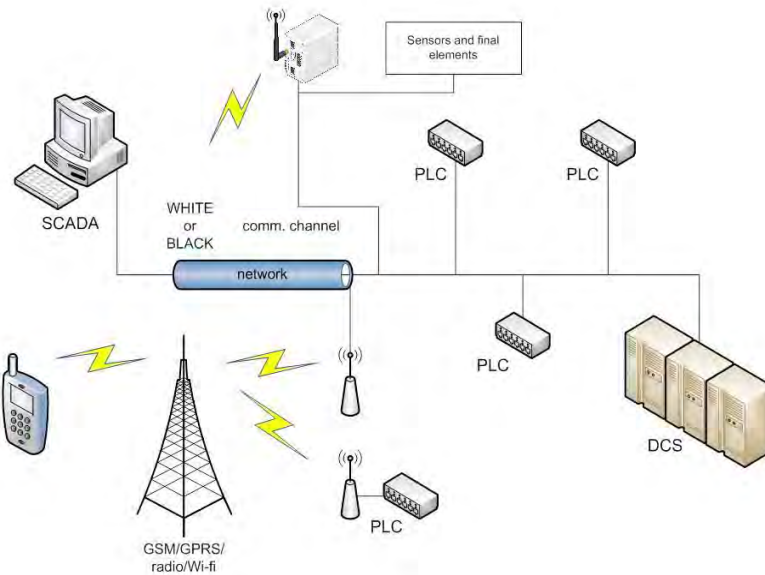 Sensors and final
elements
PLC
PLC
SCADA
WHITE
or
BLACK
comm. channel
network
PLC
DCS
PLC
GSM/GPRS/
radio/Wi-fi